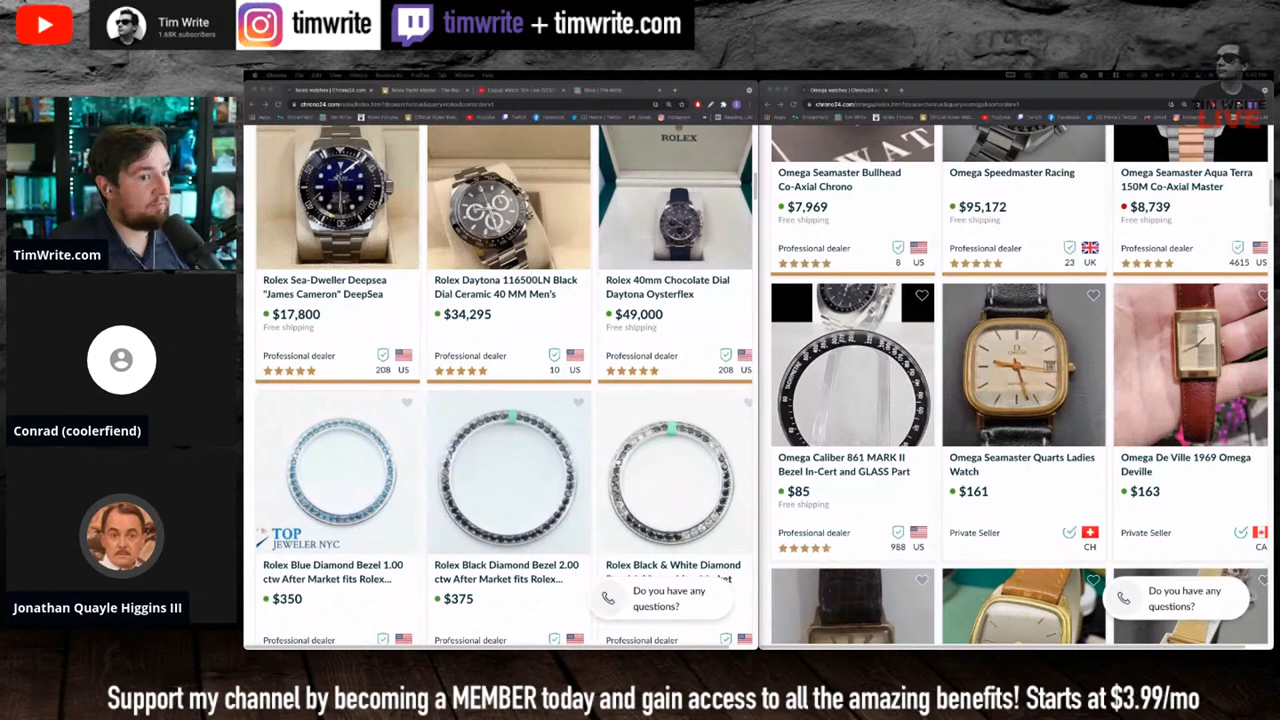 Tim Write
1.68K subscribers
timwrite
timwrite + timwrite.com
TIM WRITE
LIVE
TimWrite.com
Conrad (coolerfiend)
Jonathan Quayle Higgins III
ROLEX
Rolex Sea-Dweller Deepsea
"James Cameron" DeepSea
$17,800
Free shipping
Professional dealer
208 US
Rolex Daytona 116500LN Black
Dial Ceramic 40 MM Men's
$34,295
Professional dealer
10 US
Rolex 40mm Chocolate Dial
Daytona Oysterflex
$49,000
Free shipping
Professional dealer
208 US
TOP
JEWELER NYC
Rolex Blue Diamond Bezel 1.00
ctw After Market fits Rolex...
$350
Professional dealer
Rolex Black Diamond Bezel 2.00
ctw After Market fits Rolex...
$375
Professional dealer
Rolex Black & White Diamond
Do you have any
questions?
Professional dealer
WAT
Omega Seamaster Bullhead
Co-Axial Chrono
$7,969
Free shipping
Professional dealer
8 US
Omega Speedmaster Racing
$95,172
Free shipping
Professional dealer
23 UK
Omega Seamaster Aqua Terra
150M Co-Axial Master
$8,739
Free shipping
Professional dealer
4615 US
Omega Caliber 861 MARK II
Bezel In-Cert and GLASS Part
$85
Free shipping
Professional dealer
988 US
OMEGA
Omega Seamaster Quarts Ladies
Watch
$161
Private Seller
CH
Omega De Ville 1969 Omega
Deville
$163
Private Seller
CA
Do you have any
questions?
Support my channel by becoming a MEMBER today and gain access to all the amazing benefits! Starts at $3.99/mo